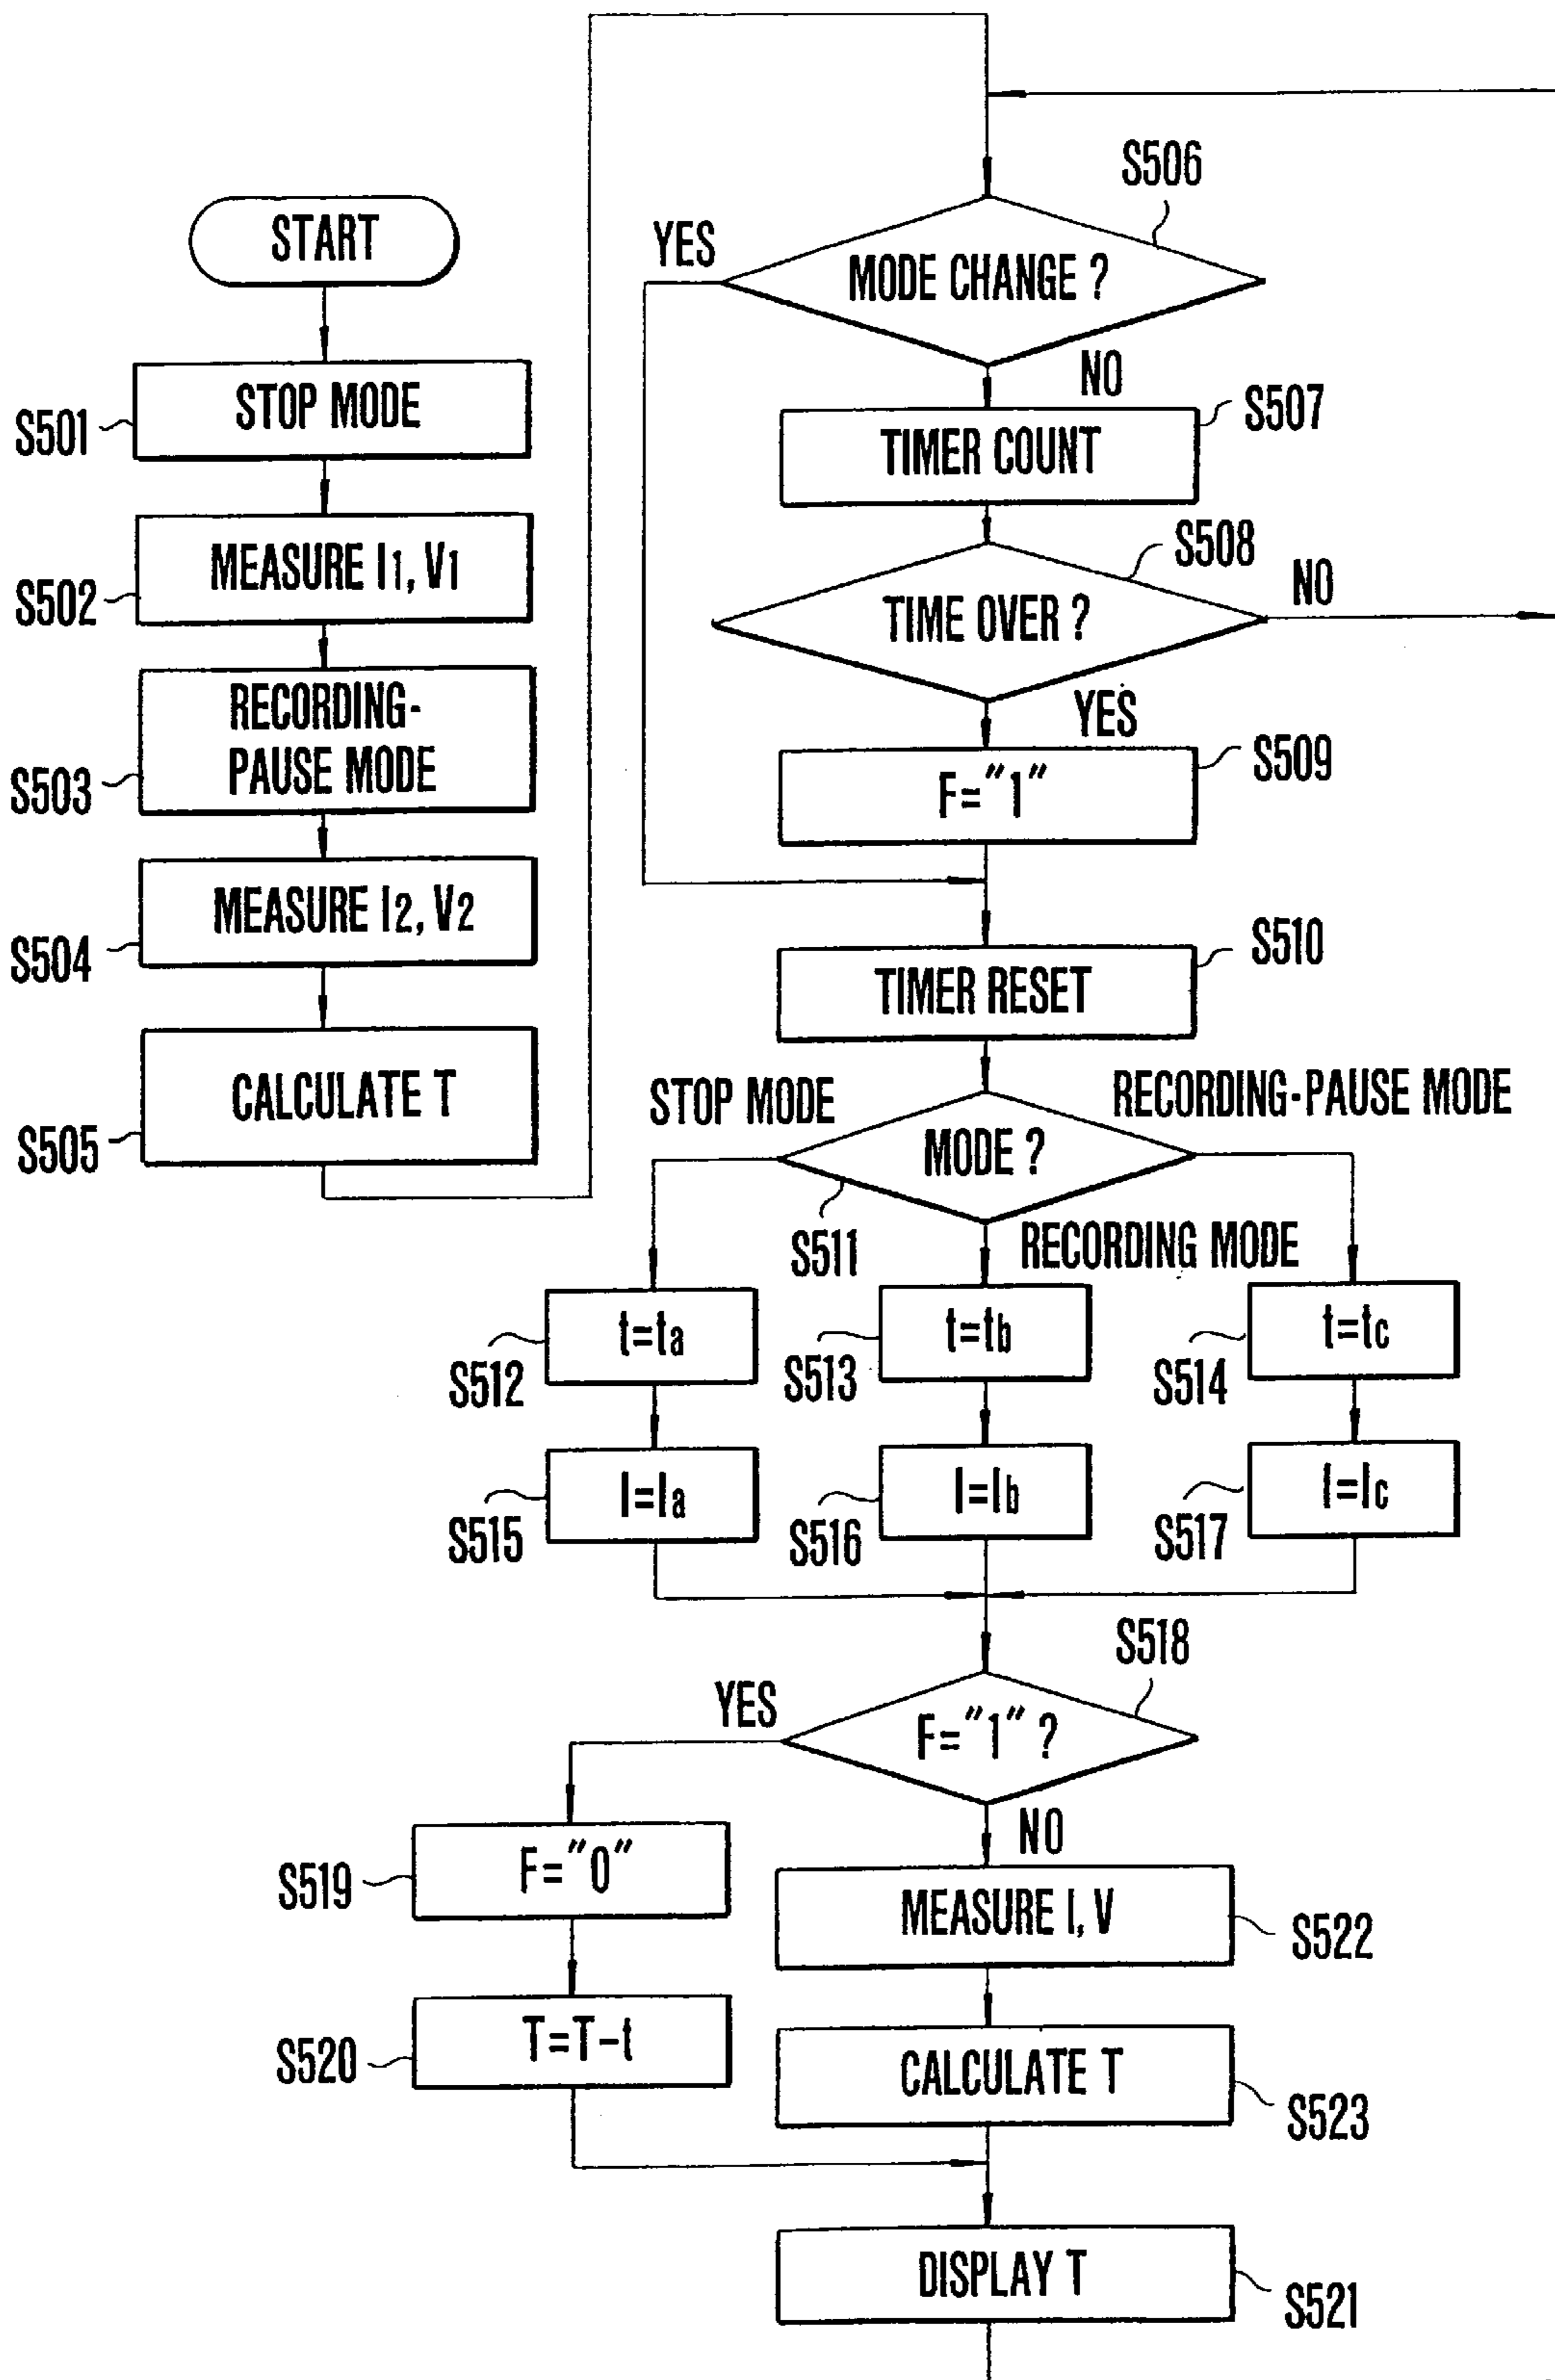 START
STOP MODE
S501
MEASURE I1, V1
S502
RECORDING-
PAUSE MODE
S503
MEASURE I2, V2
S504
CALCULATE T
S505
S506
MODE CHANGE ?
YES
NO
S507
TIMER COUNT
S508
TIME OVER ?
NO
YES
S509
F="1"
S510
TIMER RESET
STOP MODE
RECORDING-PAUSE MODE
MODE ?
S511
RECORDING MODE
t=ta
S512
t=tb
S513
t=tc
S514
I=Ia
S515
I=Ib
S516
I=Ic
S517
S518
F="1" ?
YES
NO
F="0"
S519
MEASURE I, V
S522
T=T-t
S520
CALCULATE T
S523
DISPLAY T
S521